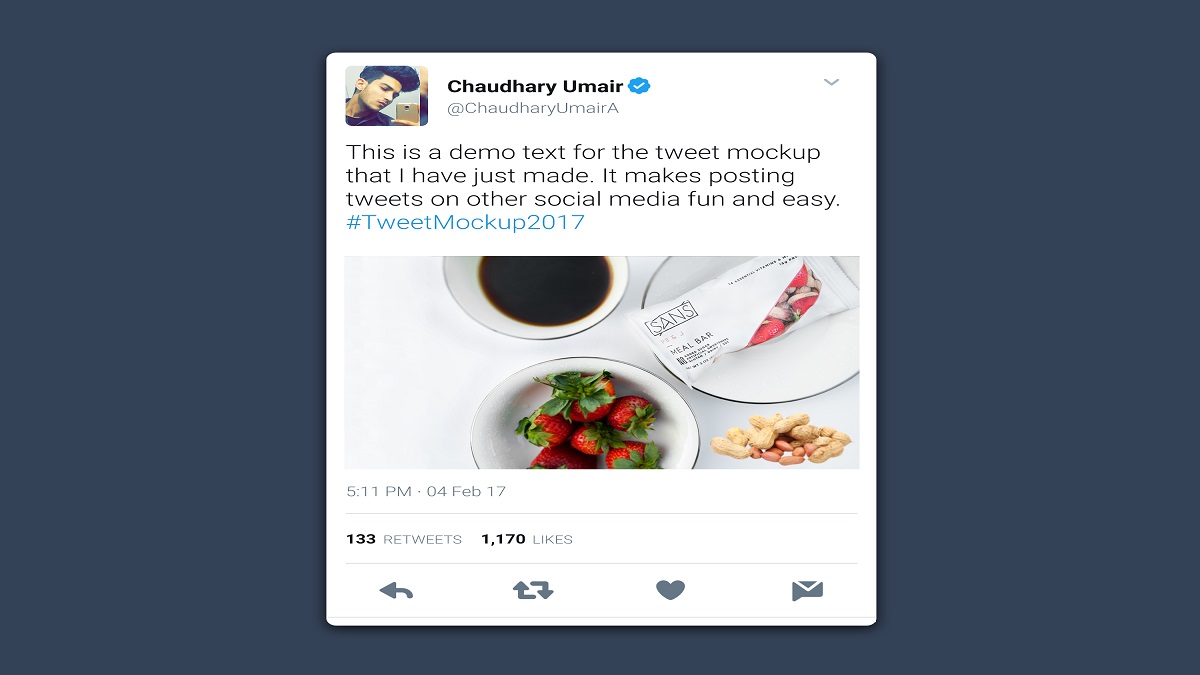 Chaudhary Umair
@ChaudharyUmairA
This is a demo text for the tweet mockup
that I have just made. It makes posting
tweets on other social media fun and easy.
#TweetMockup2017
SANS
MEAL BAR
5:11 PM · 04 Feb 17
133 RETWEETS 1,170 LIKES